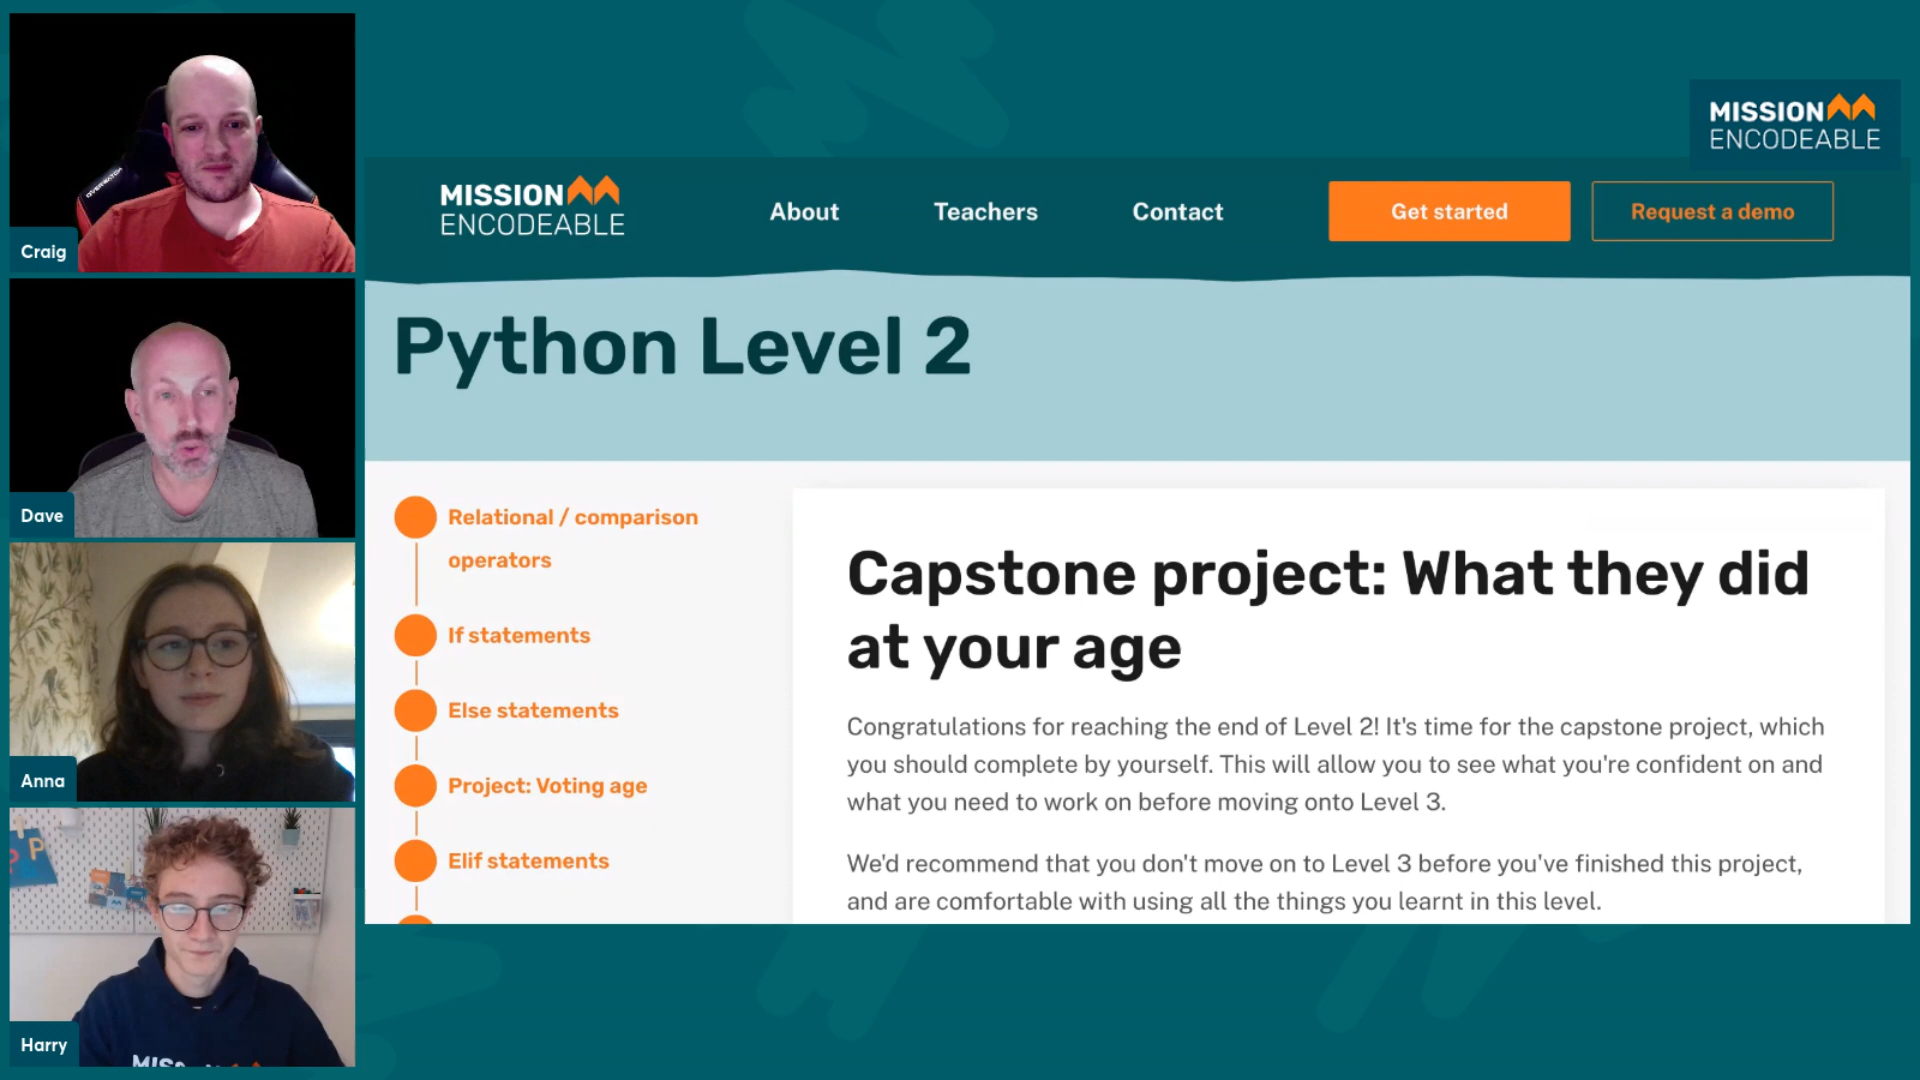 OVERWATCH
Craig
Dave
Anna
P
MISS
Harry
MISSION
ENCODEABLE
MISSION
ENCODEABLE
About
Teachers
Contact
Get started
Request a demo
Python Level 2
Relational / comparison
operators
If statements
Else statements
Project: Voting age
Elif statements
Capstone project: What they did
at your age
Congratulations for reaching the end of Level 2! It's time for the capstone project, which
you should complete by yourself. This will allow you to see what you're confident on and
what you need to work on before moving onto Level 3.
We'd recommend that you don't move on to Level 3 before you've finished this project,
and are comfortable with using all the things you learnt in this level.